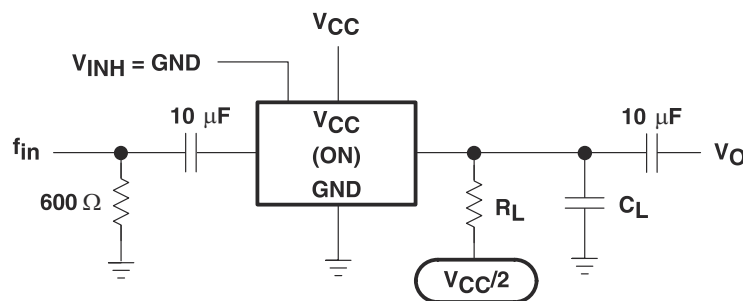 VCC
VINH = GND
10 μF
VCC
10 μF
fin
(ON)
VO
GND
600 Ω
RL
CL
VCC/2